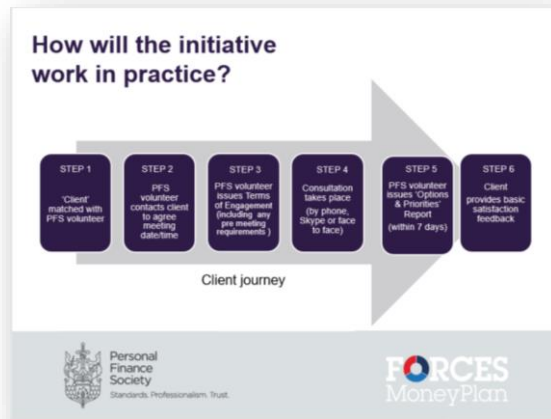 How will the initiative
work in practice?
STEP 1
'Client'
matched with
PFS volunteer
STEP 2
PFS
volunteer
contacts client
to agree
meeting
date/time
STEP 3
PFS volunteer
issues Terms of
Engagement
(including any
pre meeting
requirements )
STEP 4
Consultation
takes place
(by phone,
Skype or face
to face)
STEP 5
PFS volunteer
issues 'Options
& Priorities'
Report
(within 7 days)
STEP 6
Client
provides basic
satisfaction
feedback
Client journey
Personal
Finance
Society
Standards. Professionalism. Trust.
FORCES
MoneyPlan